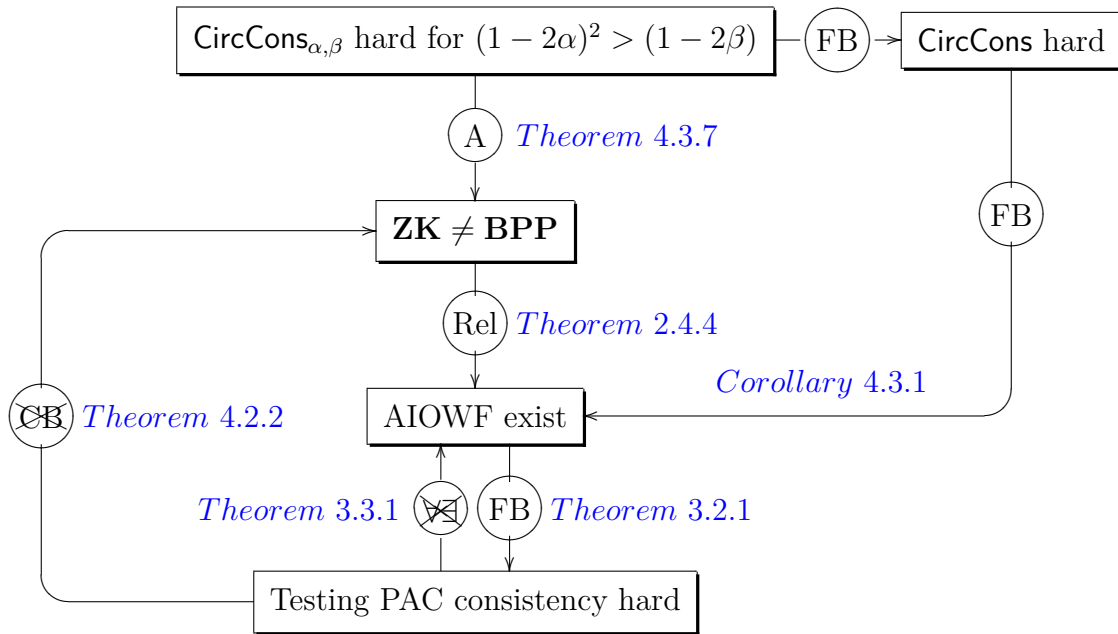 CircCons_{α,β} hard for (1 − 2α)² > (1 − 2β)
FB
CircCons hard
A
Theorem 4.3.7
ZK ≠ BPP
FB
Rel
Theorem 2.4.4
Corollary 4.3.1
CB
Theorem 4.2.2
AIOWF exist
Theorem 3.3.1
∀∃
FB
Theorem 3.2.1
Testing PAC consistency hard